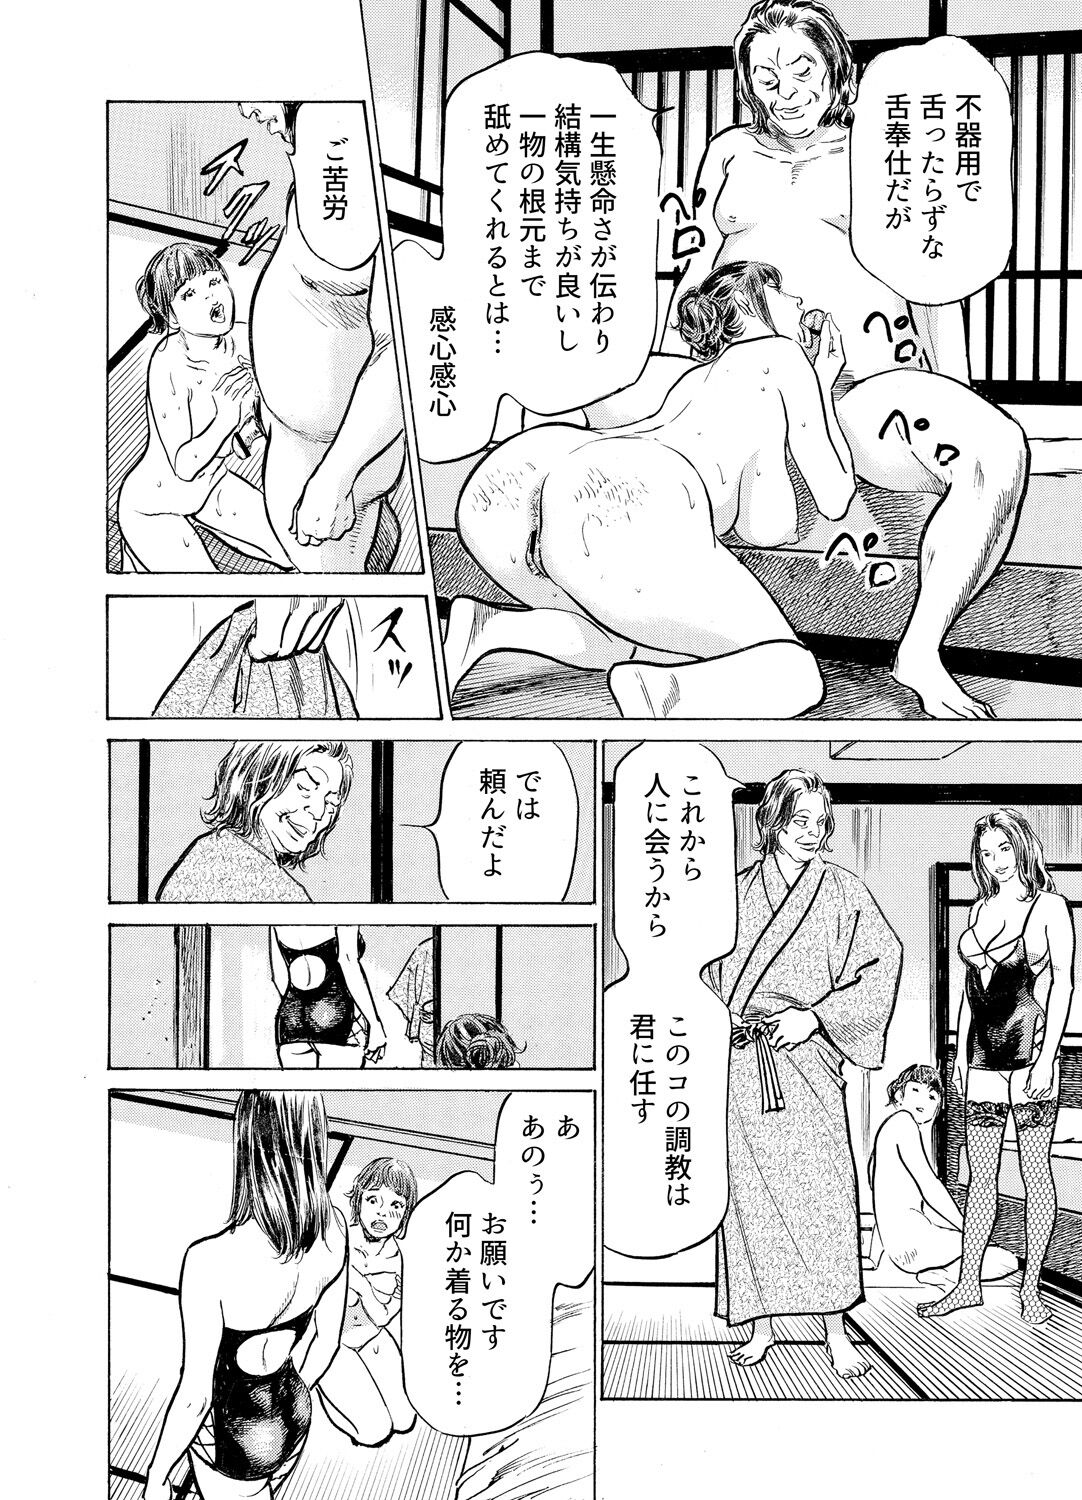 不器用で
舌ったらずな
舌奉仕だが
一生懸命さが伝わり
結構気持ちが良いし
一物の根元まで
舐めてくれるとは…
感心感心
ペロ
ペロ
ペロ
ペロ
ご苦労
スッ
これから
人に会うから
このコの調教は
君に任す
では
頼んだよ
あ
あのぅ…
お願いです
何か着る物を…